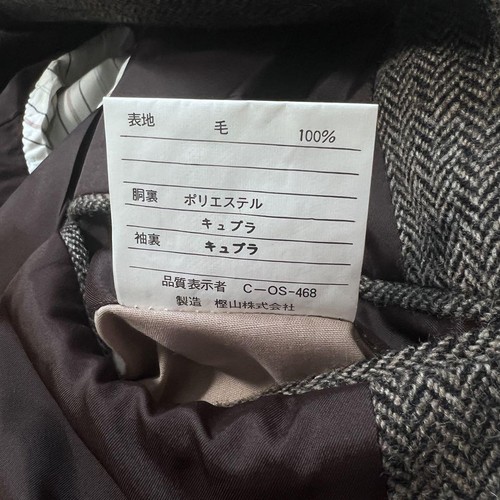 表地 毛 100%
胴裏 ポリエステル
キュプラ
袖裏 キュプラ
品質表示者 C-OS-468
製造 樫山株式会社